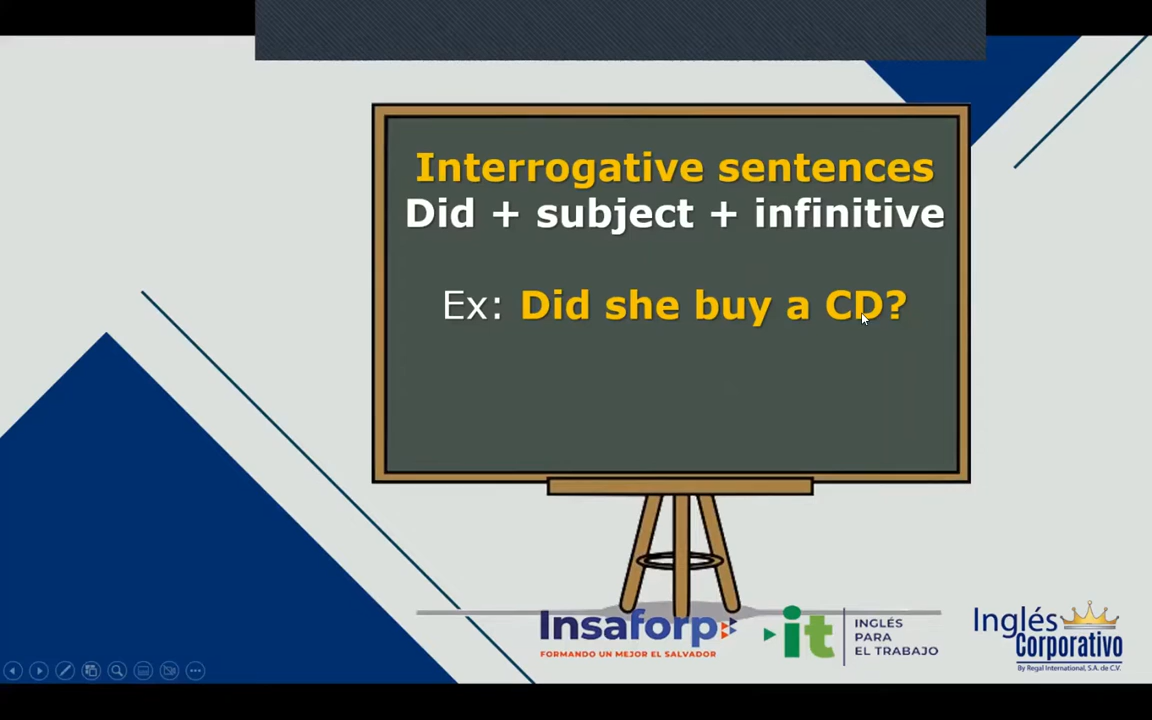 Interrogative sentences
Did + subject + infinitive
Ex: Did she buy a CD?
Insaforp
FORMANDO UN MEJOR EL SALVADOR
it
INGLÉS
PARA
EL TRABAJO
Inglés
Corporativo
By Regal International, S.A. de C.V.